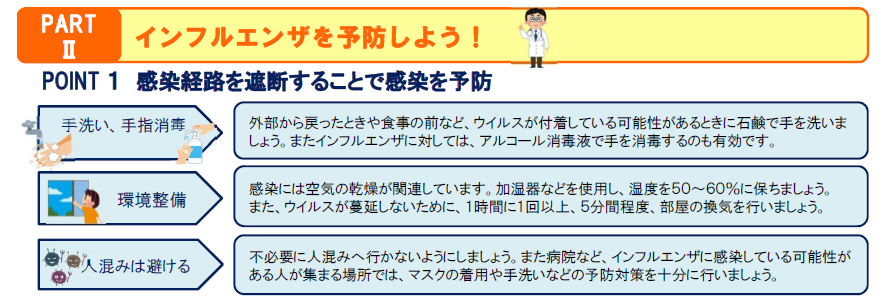 PART
Ⅱ
インフルエンザを予防しよう！
POINT 1 感染経路を遮断することで感染を予防
手洗い、手指消毒
外部から戻ったときや食事の前など、ウイルスが付着している可能性があるときに石鹸で手を洗いま
しょう。またインフルエンザに対しては、アルコール消毒液で手を消毒するのも有効です。
環境整備
感染には空気の乾燥が関連しています。加湿器などを使用し、湿度を50～60%に保ちましょう。
また、ウイルスが蔓延しないために、1時間に1回以上、5分間程度、部屋の換気を行いましょう。
人混みは避ける
不必要に人混みへ行かないようにしましょう。また病院など、インフルエンザに感染している可能性が
ある人が集まる場所では、マスクの着用や手洗いなどの予防対策を十分に行いましょう。